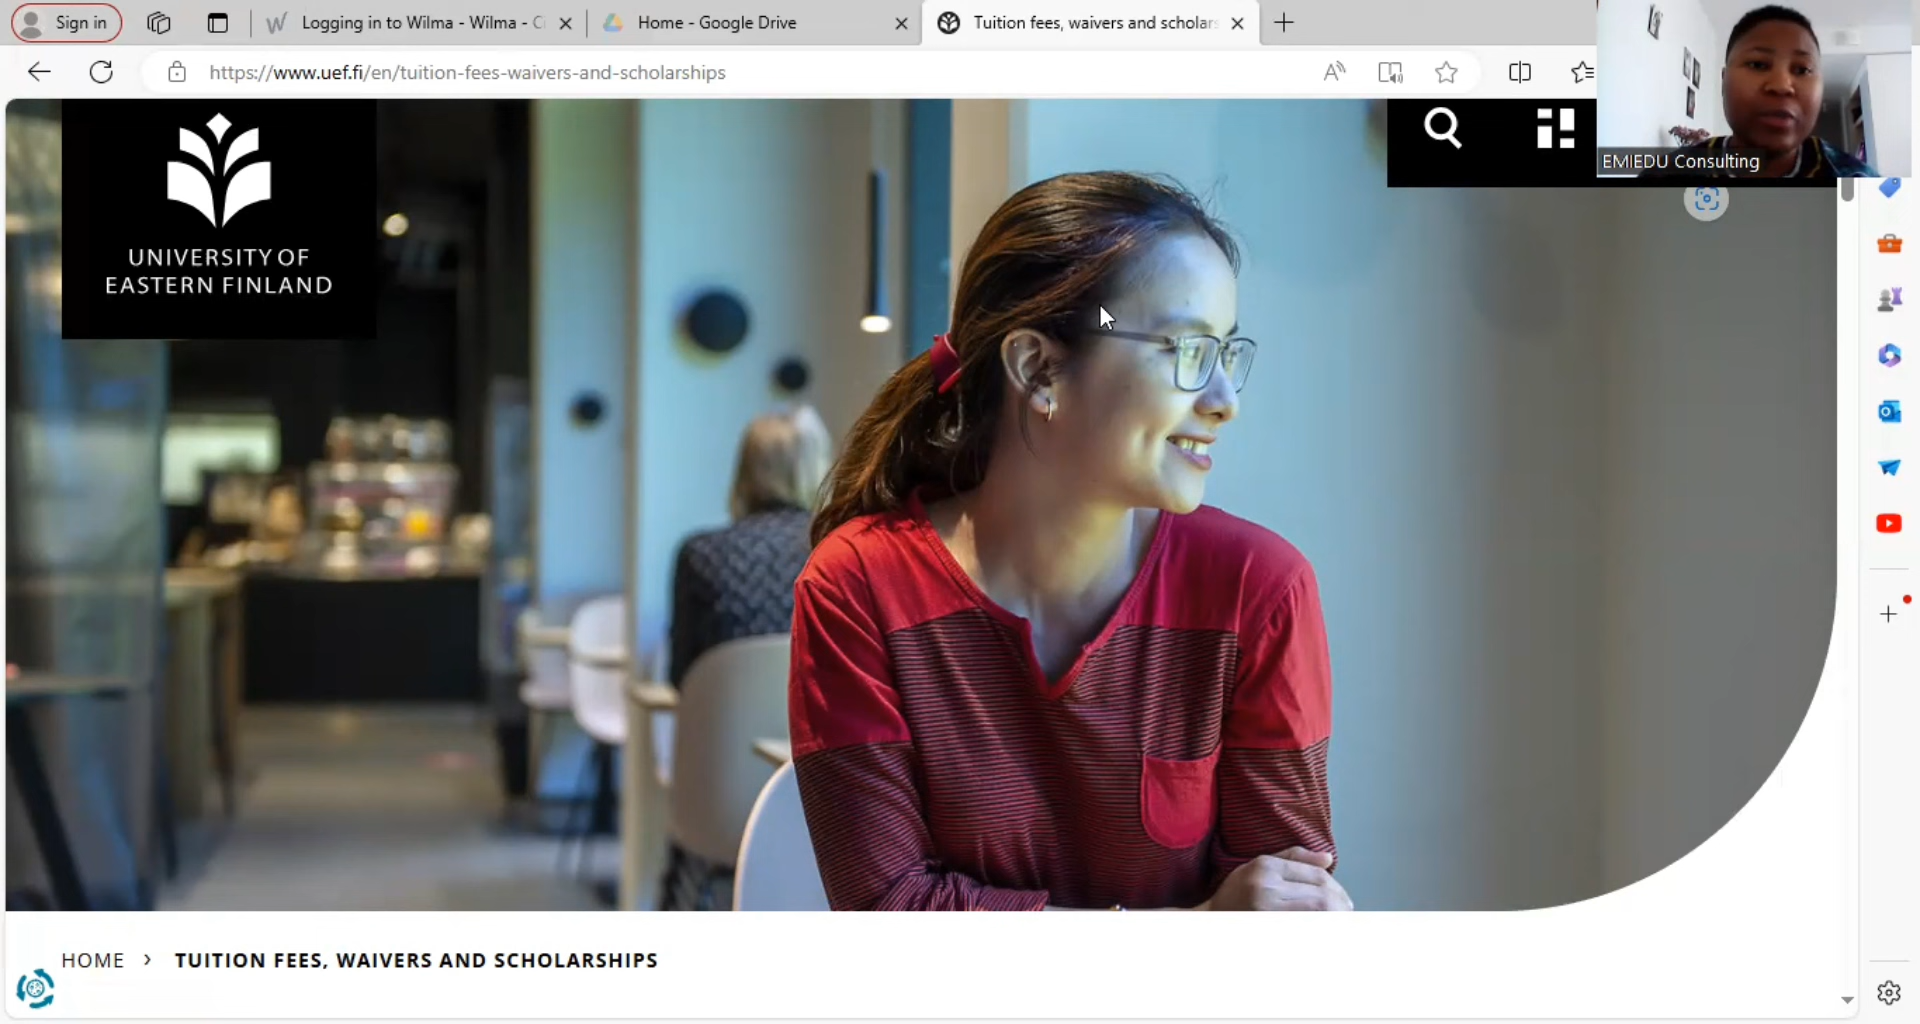 Sign in
Logging in to Wilma - Wilma - C
Home - Google Drive
Tuition fees, waivers and scholars
https://www.uef.fi/en/tuition-fees-waivers-and-scholarships
EMIEDU Consulting
UNIVERSITY OF
EASTERN FINLAND
HOME > TUITION FEES, WAIVERS AND SCHOLARSHIPS